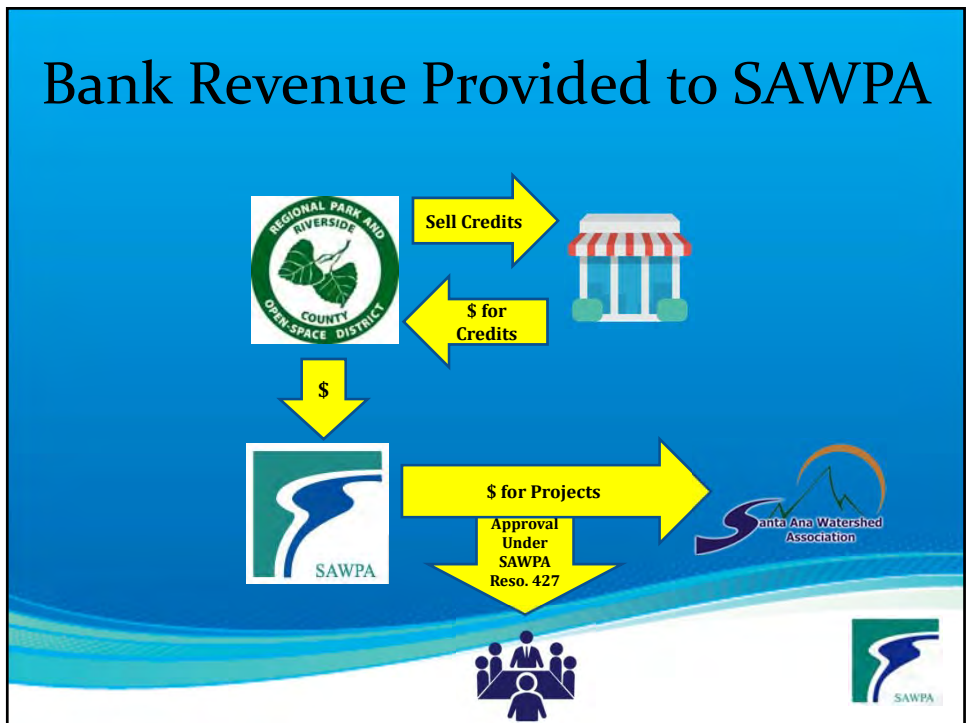 Bank Revenue Provided to SAWPA
REGIONAL PARK AND
RIVERSIDE
COUNTY
OPEN-SPACE DISTRICT
Sell Credits
$ for
Credits
$
SAWPA
$ for Projects
Approval
Under
SAWPA
Reso. 427
Santa Ana Watershed
Association
SAWPA